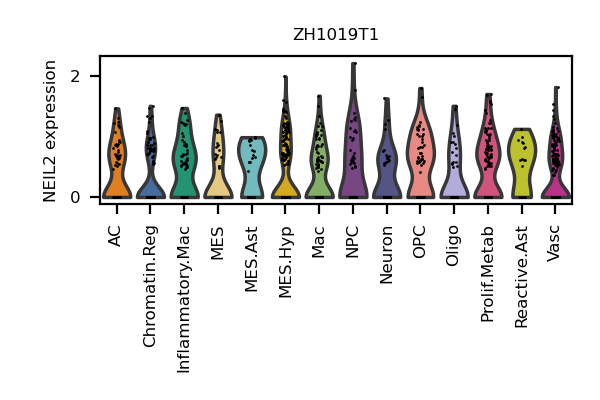 ZH1019T1
NEIL2 expression
2
0
AC
Chromatin.Reg
Inflammatory.Mac
MES
MES.Ast
MES.Hyp
Mac
NPC
Neuron
OPC
Oligo
Prolif.Metab
Reactive.Ast
Vasc